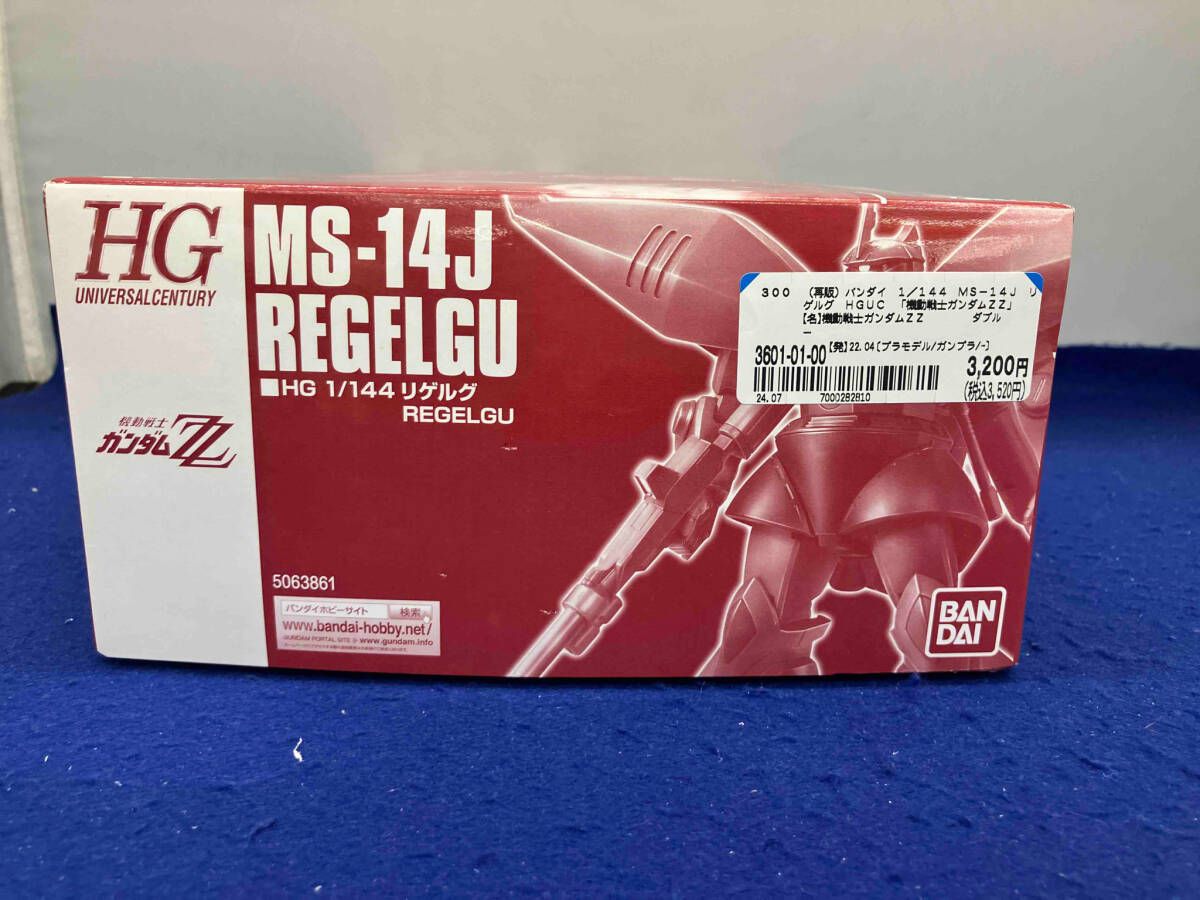 HG
UNIVERSAL CENTURY
機動戦士
ガンダムZZ
MS-14J
REGELGU
■HG 1/144 リゲルグ
REGELGU
5063861
バンダイホビーサイト 検索
www.bandai-hobby.net/
GUNDAM PORTAL SITE ≫ www.gundam.info
BAN
DAI
300 (再販)バンダイ 1/144 MS-14J リ
ゲルグ HGUC 「機動戦士ガンダムZZ」
【名】機動戦士ガンダムZZ ダブル
ー
3601-01-00 【発】22.04〔プラモデル/ガンプラ/-〕
3,200円
(税込3,520円)
24.07 7000282810